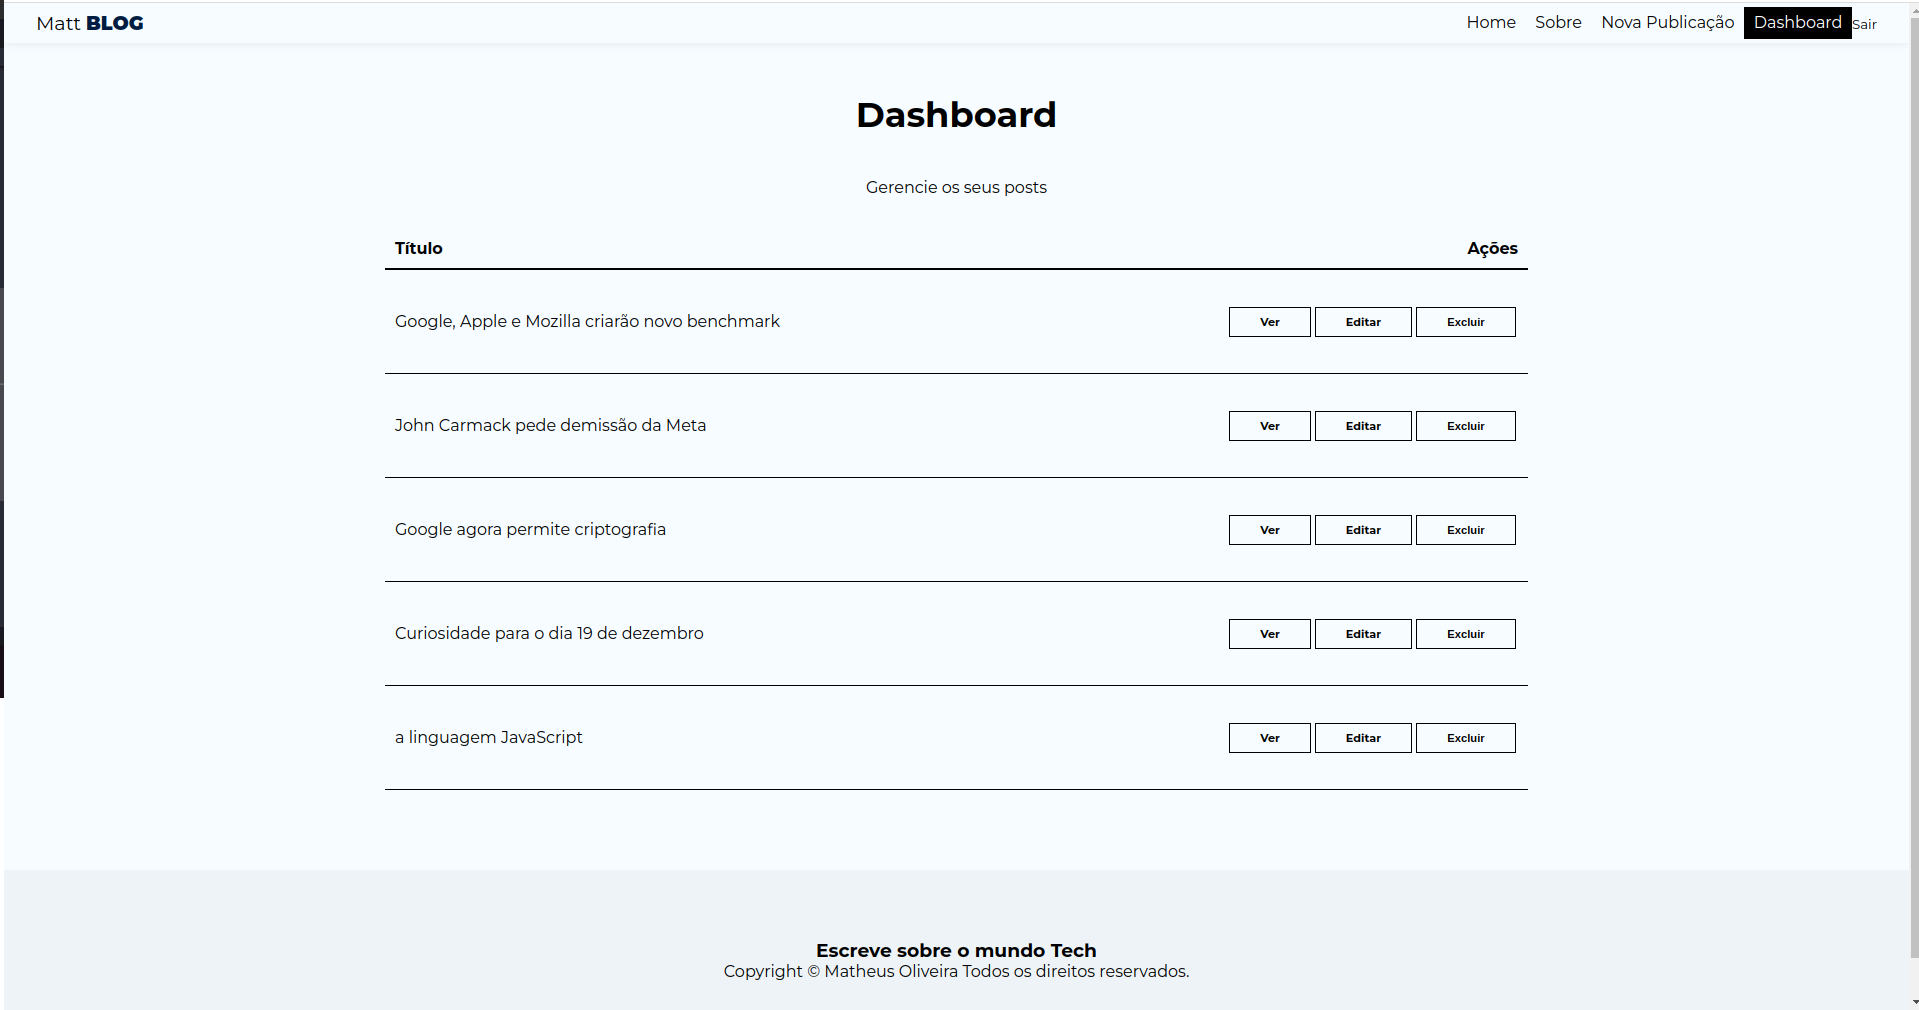 Matt BLOG Home Sobre Nova Publicação Dashboard Sair
Dashboard
Gerencie os seus posts
Título Ações
Google, Apple e Mozilla criarão novo benchmark Ver Editar Excluir
John Carmack pede demissão da Meta Ver Editar Excluir
Google agora permite criptografia Ver Editar Excluir
Curiosidade para o dia 19 de dezembro Ver Editar Excluir
a linguagem JavaScript Ver Editar Excluir
Escreve sobre o mundo Tech
Copyright © Matheus Oliveira Todos os direitos reservados.